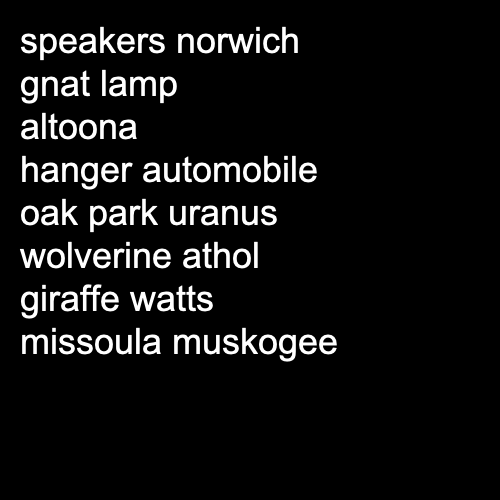 speakers norwich
gnat lamp
altoona
hanger automobile
oak park uranus
wolverine athol
giraffe watts
missoula muskogee